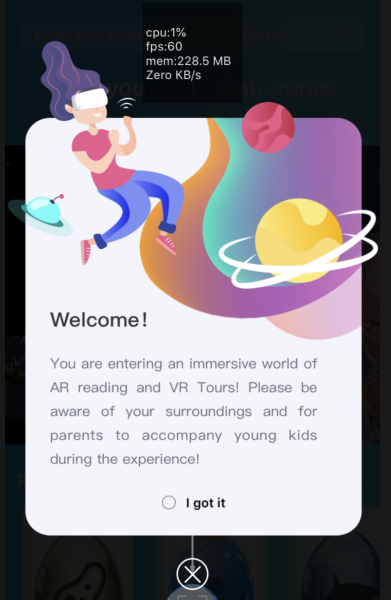 cpu:1%
fps:60
mem:228.5 MB
Zero KB/s
Categories
Welcome!
You are entering an immersive world of
AR reading and VR Tours! Please be
aware of your surroundings and for
parents to accompany young kids
during the experience!
I got it